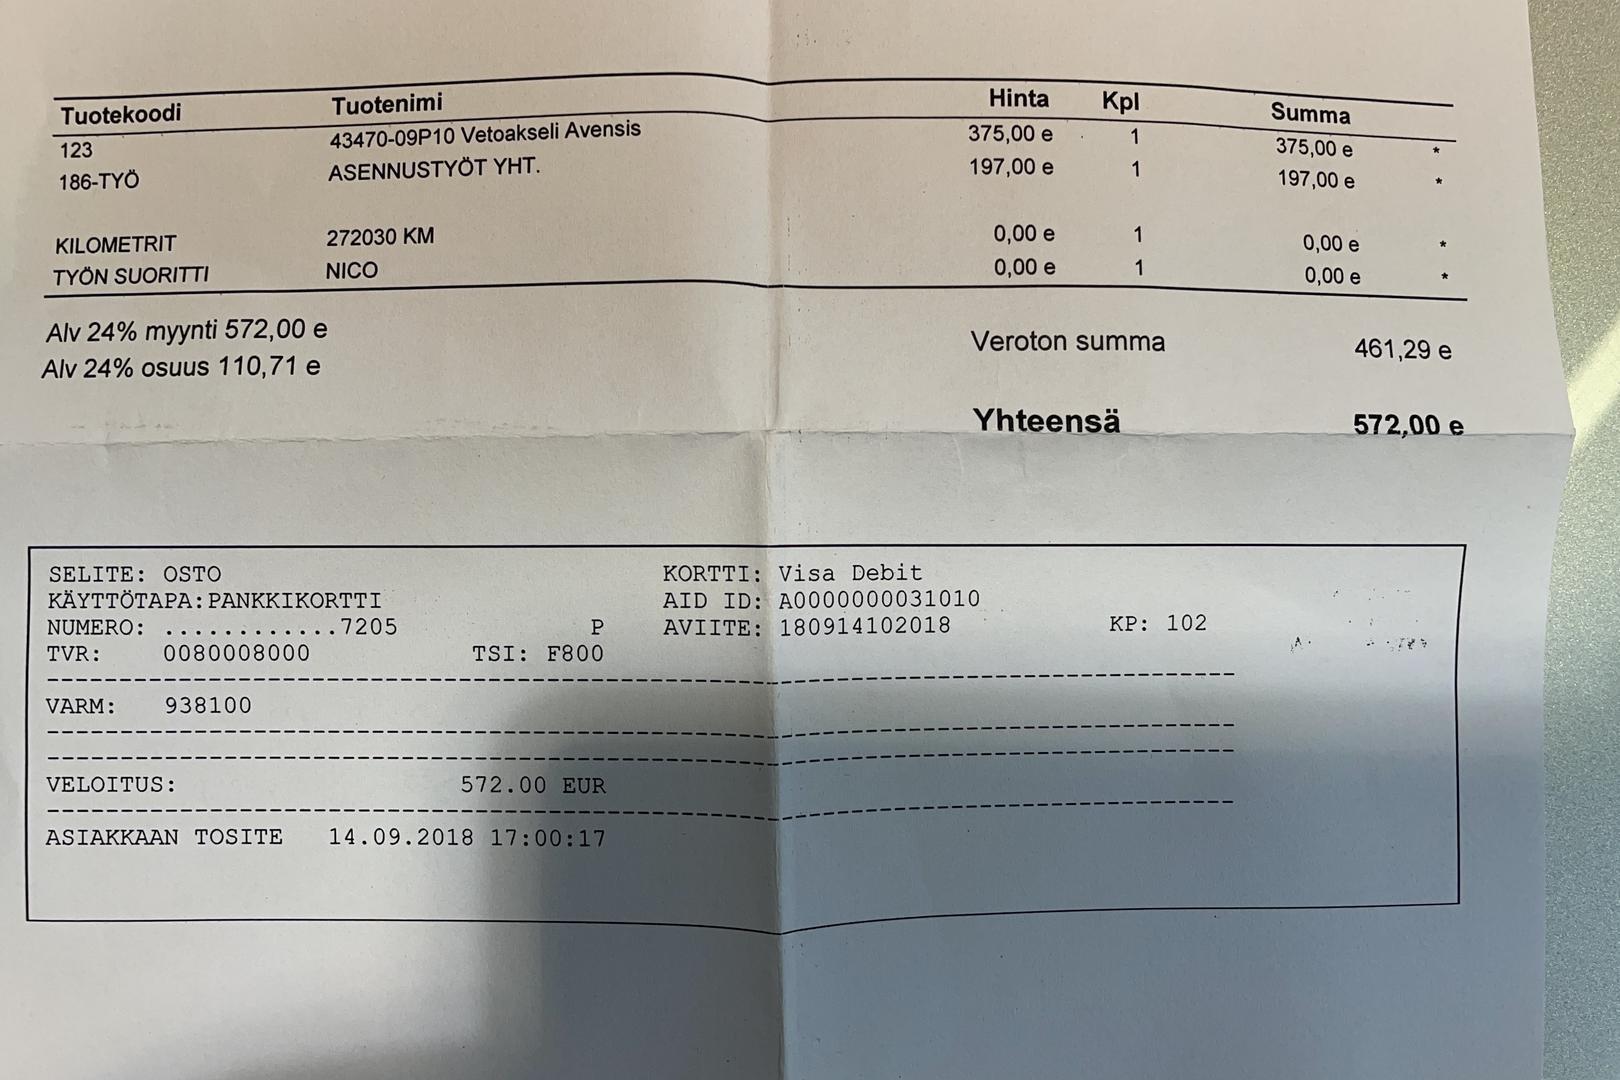 Tuotekoodi Tuotenimi Hinta Kpl Summa
123 43470-09P10 Vetoakseli Avensis 375,00 e 1 375,00 e *
186-TYÖ ASENNUSTYÖT YHT. 197,00 e 1 197,00 e *
KILOMETRIT 272030 KM 0,00 e 1 0,00 e *
TYÖN SUORITTI NICO 0,00 e 1 0,00 e *
Alv 24% myynti 572,00 e Veroton summa 461,29 e
Alv 24% osuus 110,71 e
Yhteensä 572,00 e
SELITE: OSTO KORTTI: Visa Debit
KÄYTTÖTAPA:PANKKIKORTTI AID ID: A0000000031010
NUMERO: ............7205 P AVIITE: 180914102018 KP: 102
TVR: 0080008000 TSI: F800
VARM: 938100
VELOITUS: 572.00 EUR
ASIAKKAAN TOSITE 14.09.2018 17:00:17